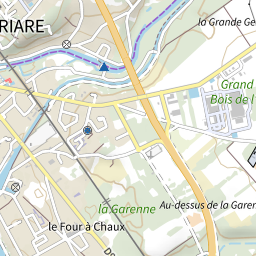 la Grande Ge
RIARE
Grand
Bois de l
la Garenne
Au-dessus de la Garen
le Four à Chaux